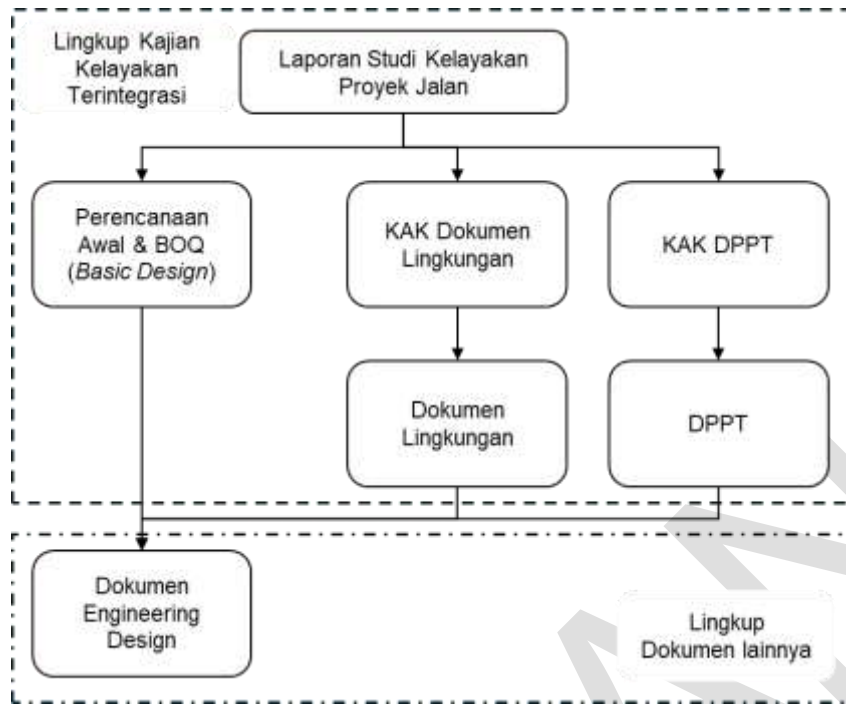 Lingkup Kajian
Kelayakan
Terintegrasi
Laporan Studi Kelayakan
Proyek Jalan
Perencanaan
Awal & BOQ
(Basic Design)
KAK Dokumen
Lingkungan
KAK DPPT
Dokumen
Lingkungan
DPPT
Dokumen
Engineering
Design
Lingkup
Dokumen lainnya